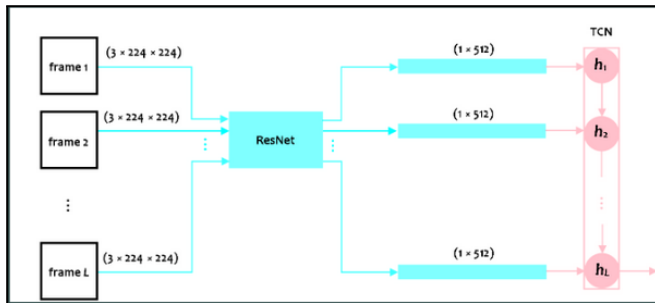 TCN
(3 × 224 × 224)
(1 × 512)
frame 1
h₁
(3 × 224 × 224)
(1 × 512)
frame 2
ResNet
h₂
⋮
(3 × 224 × 224)
(1 × 512)
frame L
h_L